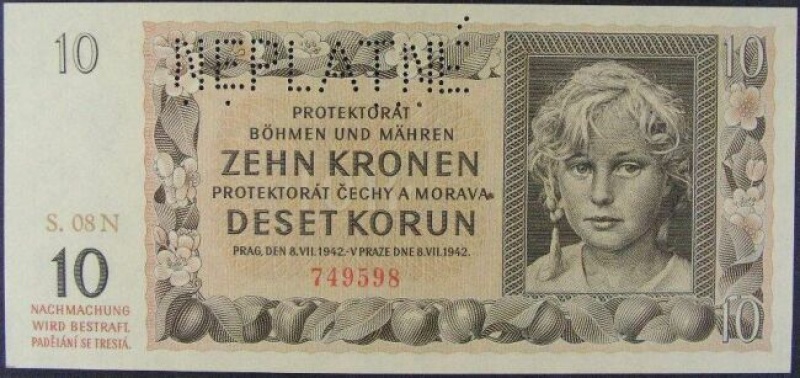 10
NEPLATNÉ
10
PROTEKTORÁT
BÖHMEN UND MÄHREN
ZEHN KRONEN
PROTEKTORÁT ČECHY A MORAVA
DESET KORUN
PRAG, DEN 8. VII. 1942.-V PRAZE DNE 8. VII. 1942.
S. 08 N
749598
10
NACHMACHUNG
WIRD BESTRAFT.
PADĚLÁNÍ SE TRESTÁ.
10